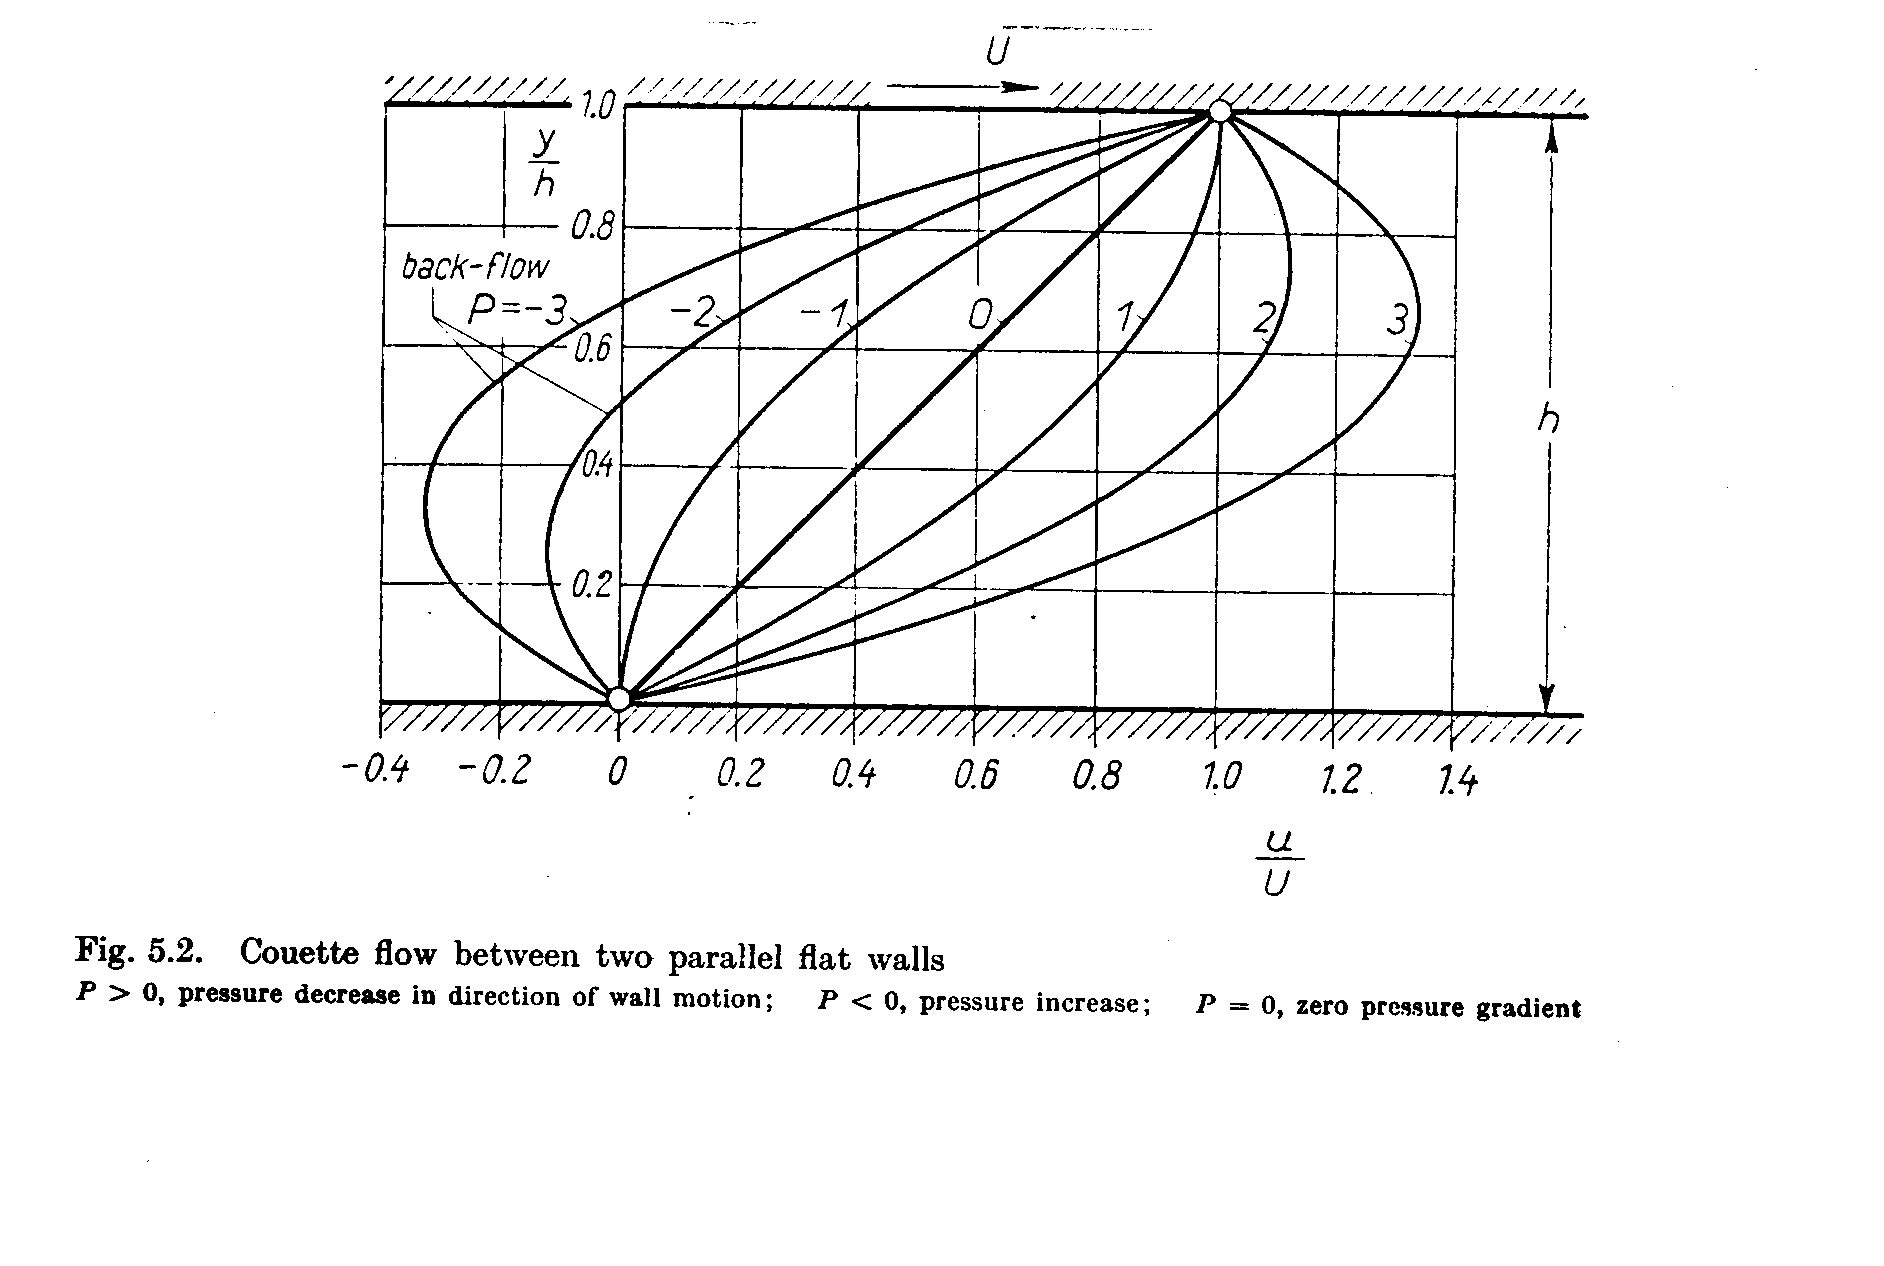 U
1.0
y
h
0.8
back-flow
P=-3 -2 -1 0 1 2 3
0.6
h
0.4
0.2
-0.4 -0.2 0 0.2 0.4 0.6 0.8 1.0 1.2 1.4
u
U
Fig. 5.2. Couette flow between two parallel flat walls
P > 0, pressure decrease in direction of wall motion; P < 0, pressure increase; P = 0, zero pressure gradient